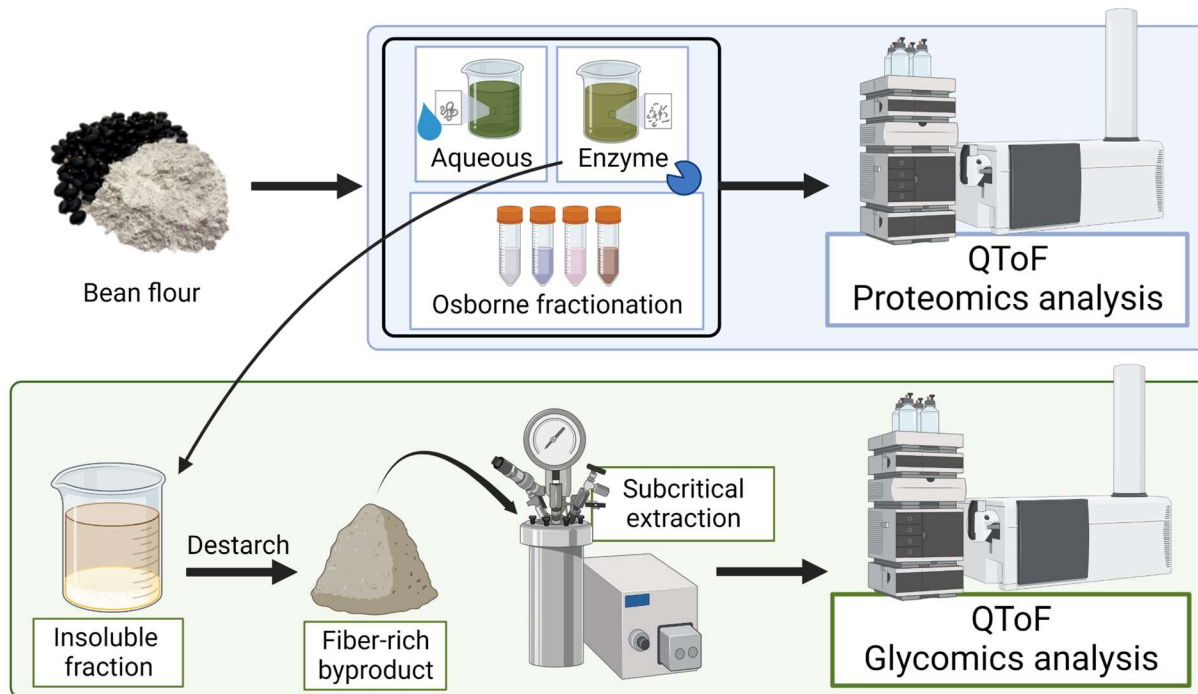 Aqueous
Enzyme
Bean flour
Osborne fractionation
QToF
Proteomics analysis
Destarch
Insoluble
fraction
Fiber-rich
byproduct
Subcritical
extraction
QToF
Glycomics analysis